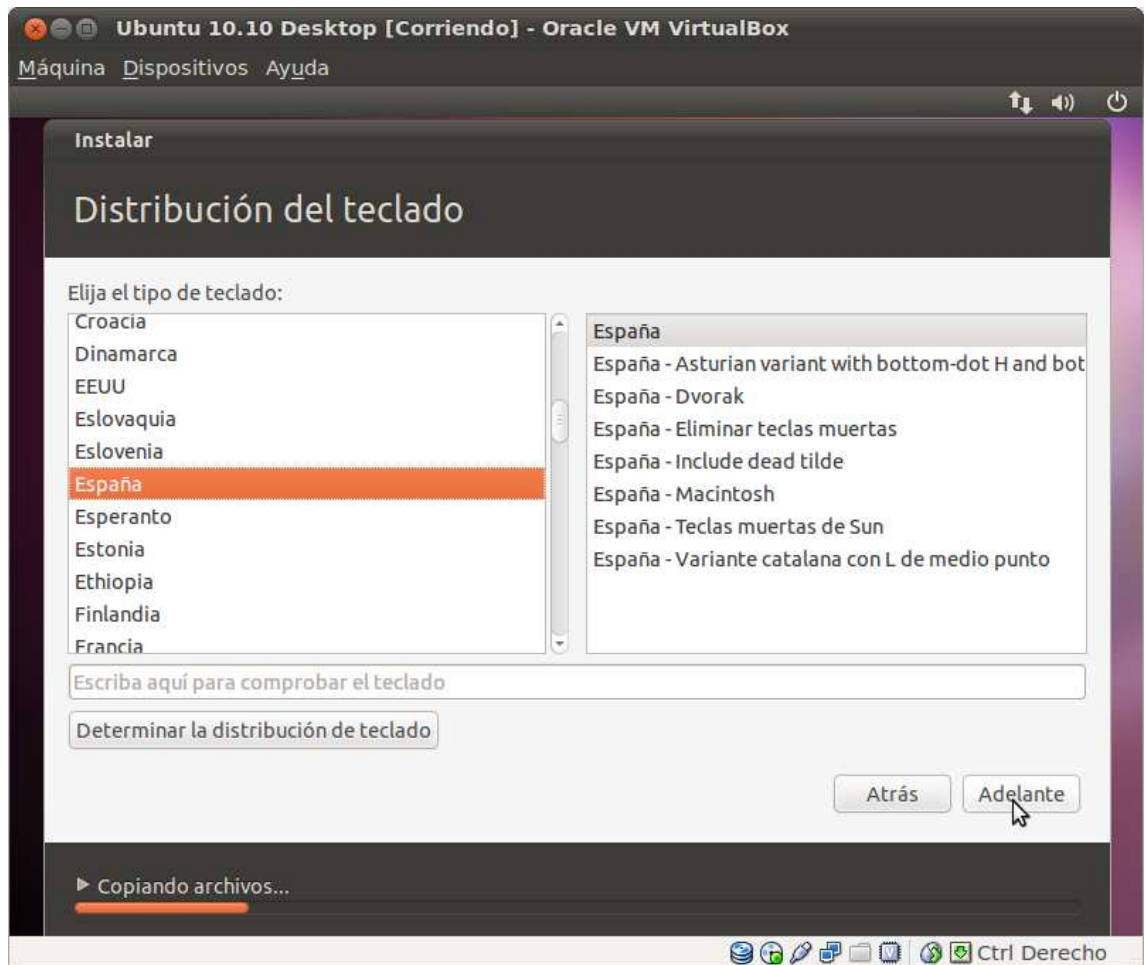 Ubuntu 10.10 Desktop [Corriendo] - Oracle VM VirtualBox
Máquina Dispositivos Ayuda
Instalar
Distribución del teclado
Elija el tipo de teclado:
Croacia
Dinamarca
EEUU
Eslovaquia
Eslovenia
España
Esperanto
Estonia
Ethiopia
Finlandia
Francia
España
España - Asturian variant with bottom-dot H and bot
España - Dvorak
España - Eliminar teclas muertas
España - Include dead tilde
España - Macintosh
España - Teclas muertas de Sun
España - Variante catalana con L de medio punto
Escriba aquí para comprobar el teclado
Determinar la distribución de teclado
Atrás Adelante
Copiando archivos...
Ctrl Derecho